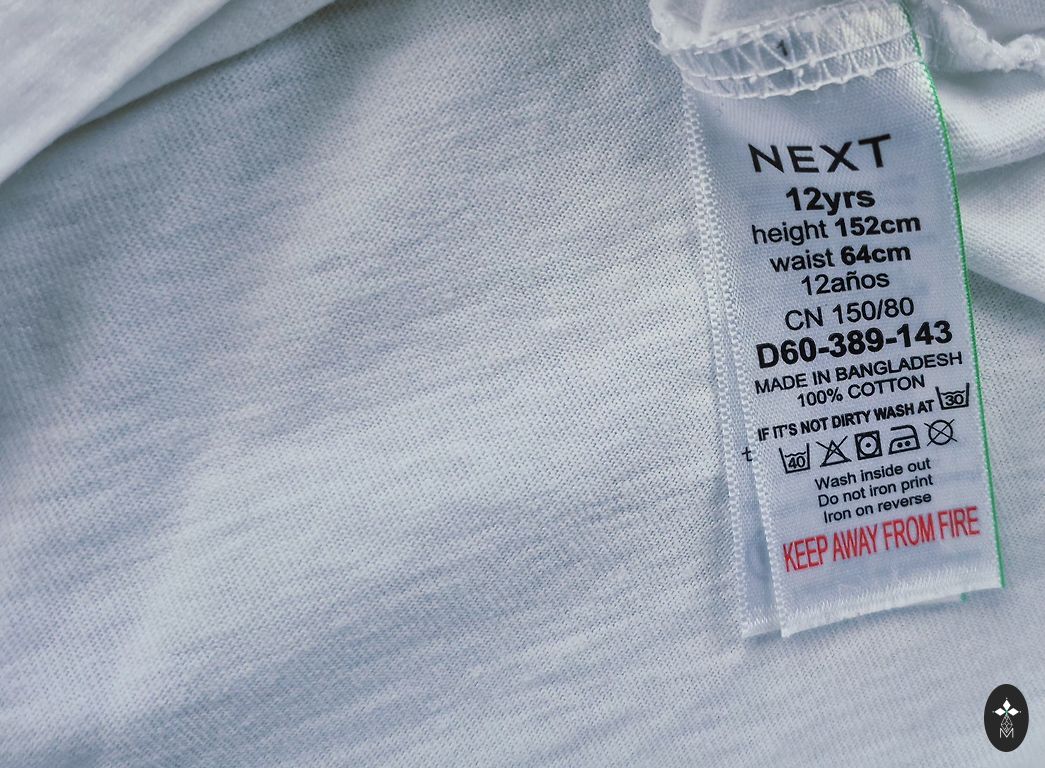 NEXT
12yrs
height 152cm
waist 64cm
12años
CN 150/80
D60-389-143
MADE IN BANGLADESH
100% COTTON
IF IT'S NOT DIRTY WASH AT 30
40
Wash inside out
Do not iron print
Iron on reverse
KEEP AWAY FROM FIRE
t
M